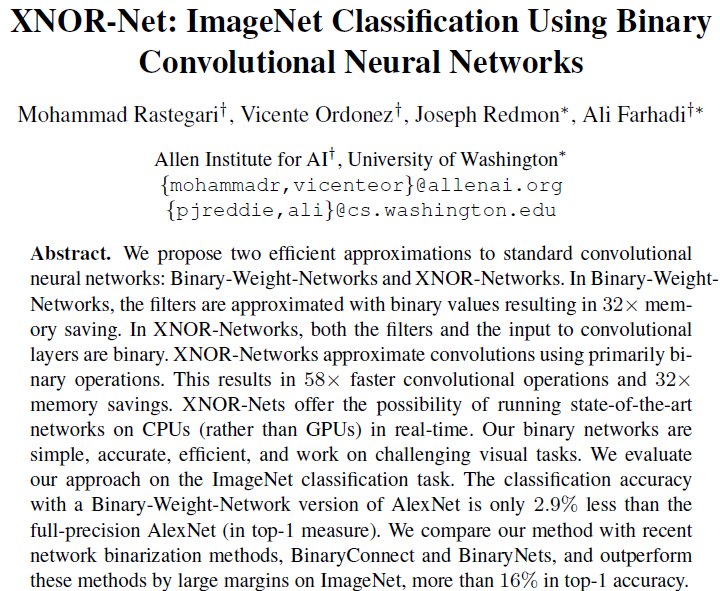 XNOR-Net: ImageNet Classification Using Binary
Convolutional Neural Networks
Mohammad Rastegari†, Vicente Ordonez†, Joseph Redmon∗, Ali Farhadi†∗
Allen Institute for AI†, University of Washington∗
{mohammadr,vicenteor}@allenai.org
{pjreddie,ali}@cs.washington.edu
Abstract. We propose two efficient approximations to standard convolutional
neural networks: Binary-Weight-Networks and XNOR-Networks. In Binary-Weight-
Networks, the filters are approximated with binary values resulting in 32× mem-
ory saving. In XNOR-Networks, both the filters and the input to convolutional
layers are binary. XNOR-Networks approximate convolutions using primarily bi-
nary operations. This results in 58× faster convolutional operations and 32×
memory savings. XNOR-Nets offer the possibility of running state-of-the-art
networks on CPUs (rather than GPUs) in real-time. Our binary networks are
simple, accurate, efficient, and work on challenging visual tasks. We evaluate
our approach on the ImageNet classification task. The classification accuracy
with a Binary-Weight-Network version of AlexNet is only 2.9% less than the
full-precision AlexNet (in top-1 measure). We compare our method with recent
network binarization methods, BinaryConnect and BinaryNets, and outperform
these methods by large margins on ImageNet, more than 16% in top-1 accuracy.